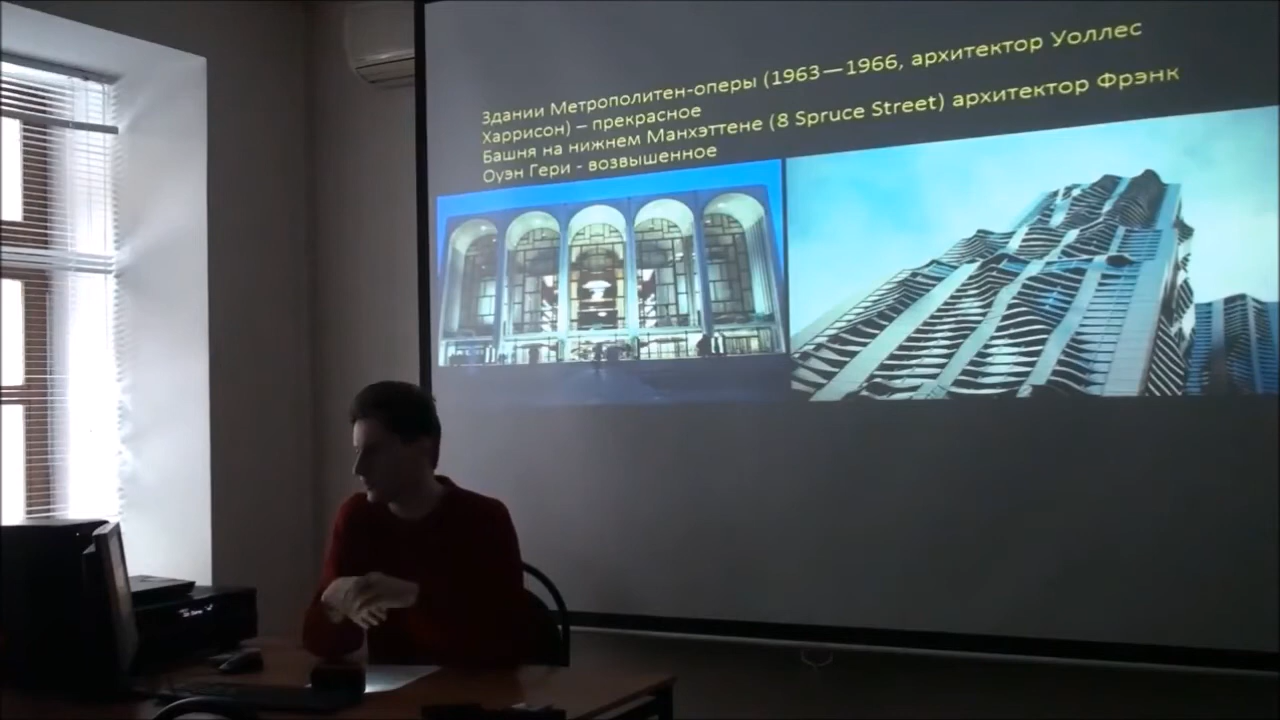 Здании Метрополитен-оперы (1963—1966, архитектор Уоллес
Харрисон) – прекрасное
Башня на нижнем Манхэттене (8 Spruce Street) архитектор Фрэнк
Оуэн Гери - возвышенное